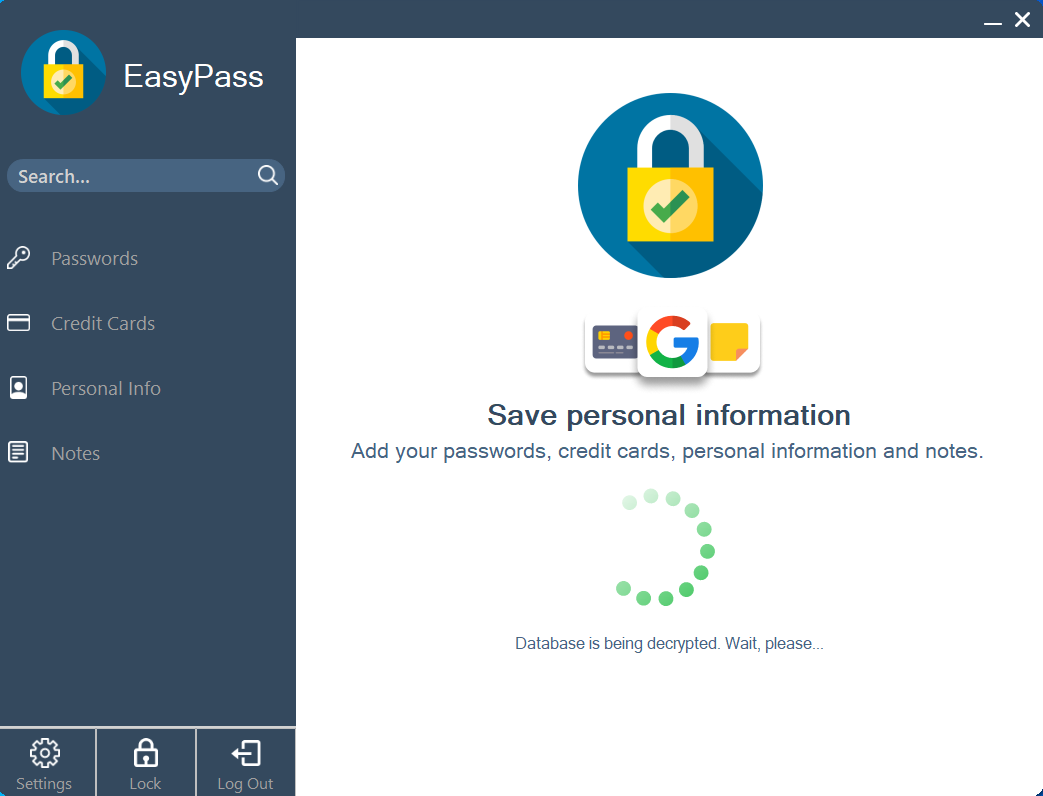 EasyPass
Search...
Passwords
Credit Cards
Personal Info
Notes
Settings
Lock
Log Out
Save personal information
Add your passwords, credit cards, personal information and notes.
Database is being decrypted. Wait, please...